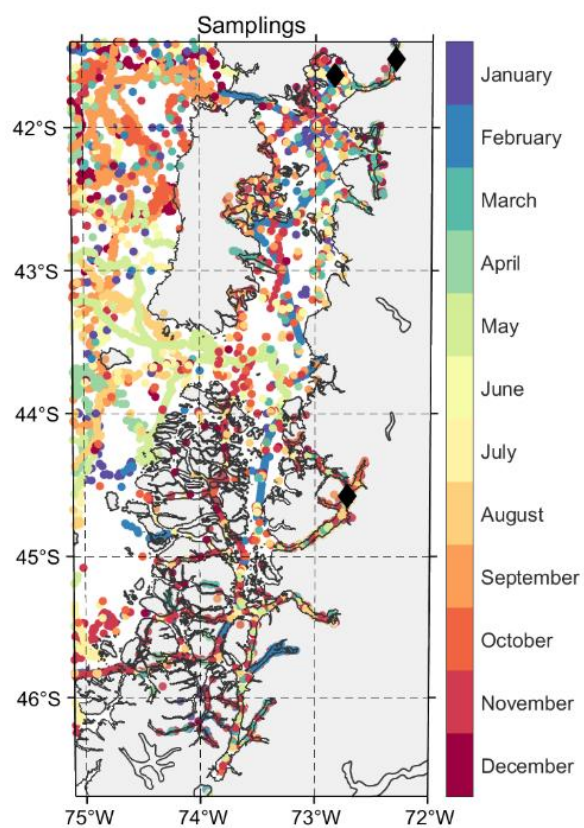 Samplings
42°S
43°S
44°S
45°S
46°S
75°W 74°W 73°W 72°W
January
February
March
April
May
June
July
August
September
October
November
December